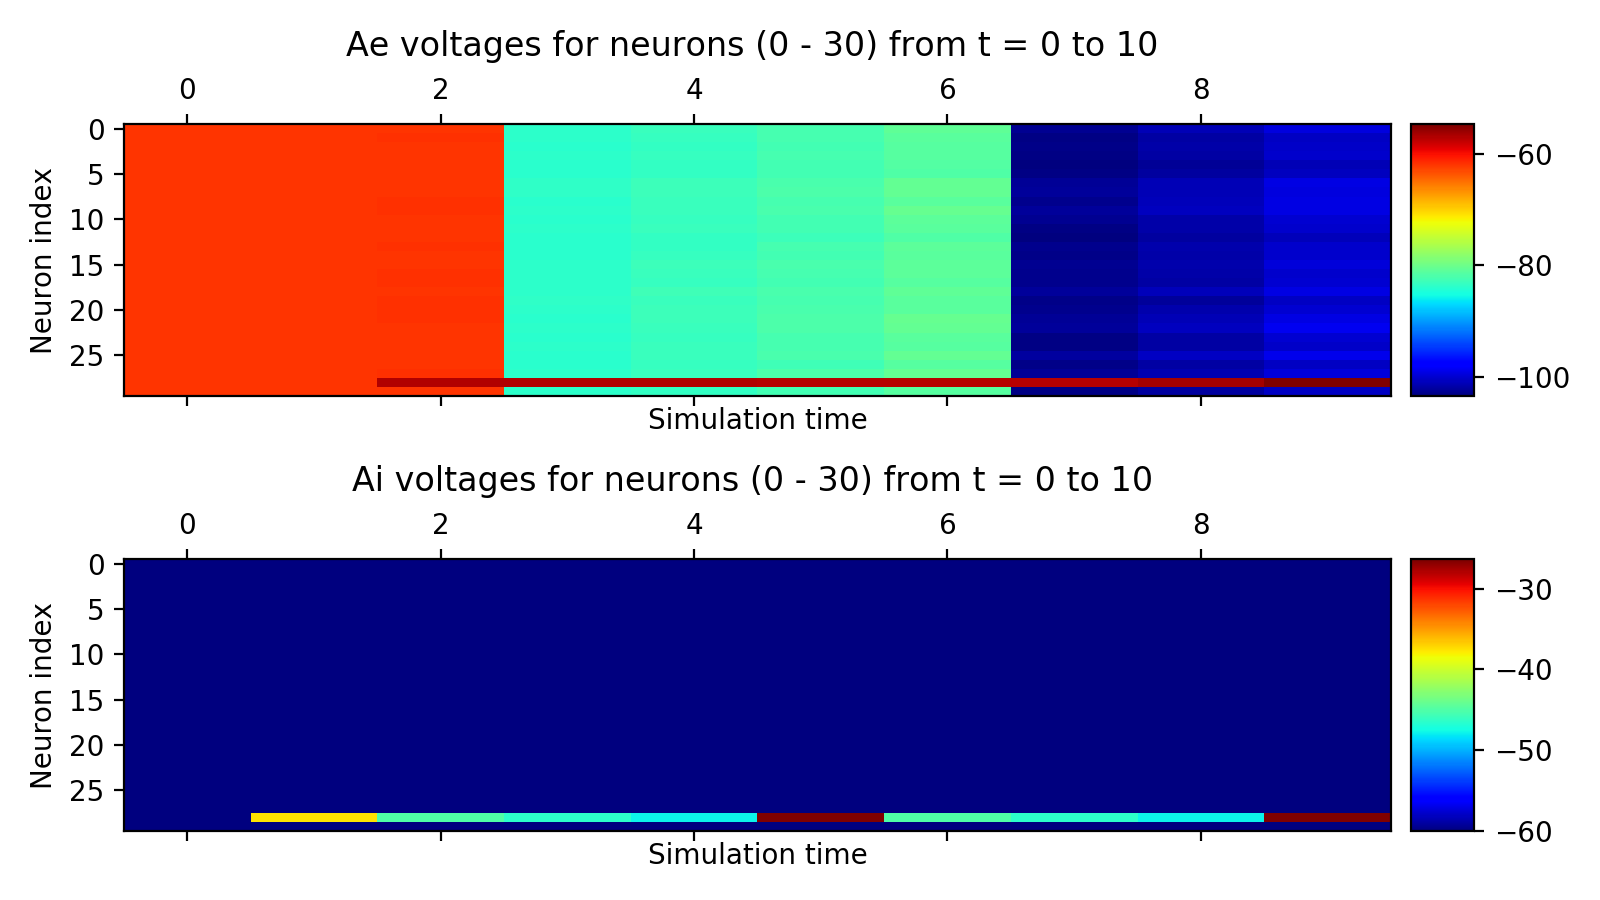 Ae voltages for neurons (0 - 30) from t = 0 to 10
0 2 4 6 8
0
5
10
15
20
25
Neuron index
Simulation time
−60
−80
−100
Ai voltages for neurons (0 - 30) from t = 0 to 10
0 2 4 6 8
0
5
10
15
20
25
Neuron index
Simulation time
−30
−40
−50
−60